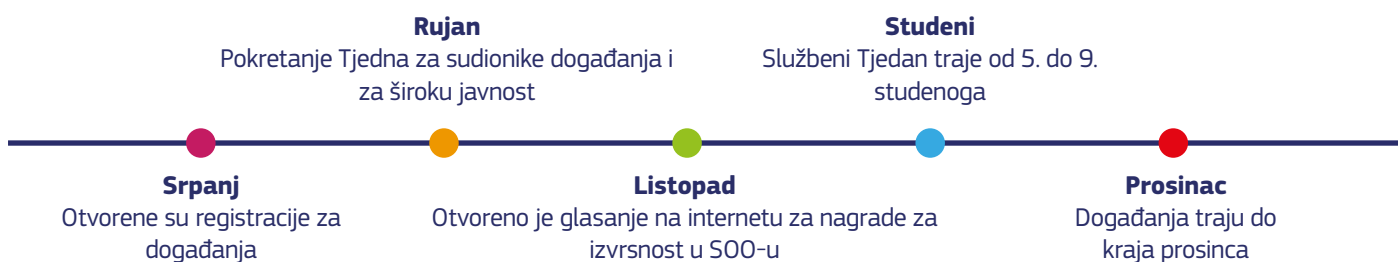 Rujan
Pokretanje Tjedna za sudionike događanja i
za široku javnost
Studeni
Službeni Tjedan traje od 5. do 9.
studenoga
Srpanj
Otvorene su registracije za
događanja
Listopad
Otvoreno je glasanje na internetu za nagrade za
izvrsnost u SOO-u
Prosinac
Događanja traju do
kraja prosinca